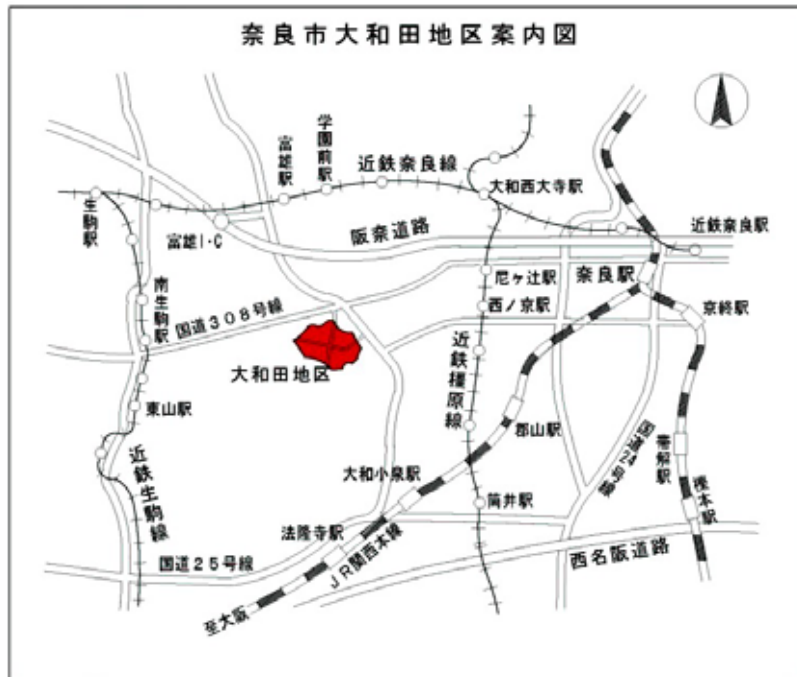 奈良市大和田地区案内図
学園前駅
富雄駅
近鉄奈良線
大和西大寺駅
生駒駅
富雄I・C
阪奈道路
近鉄奈良駅
奈良駅
尼ヶ辻駅
南生駒駅
西ノ京駅
京終駅
国道308号線
近鉄橿原線
大和田地区
東山駅
郡山駅
国道24号線
帯解駅
近鉄生駒線
大和小泉駅
櫟本駅
筒井駅
法隆寺駅
国道25号線
JR関西本線
西名阪道路
至大阪